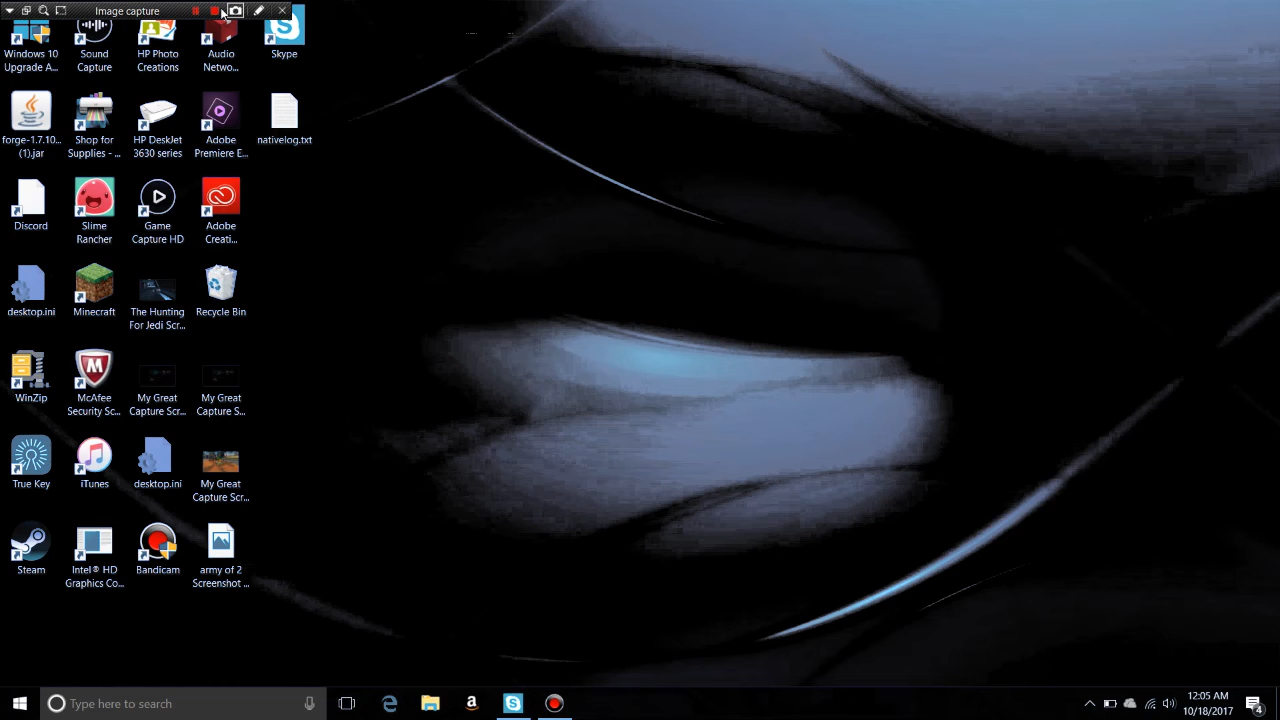 Image capture
Windows 10
Upgrade A...
Sound
Capture
HP Photo
Creations
Audio
Netwo...
Skype
forge-1.7.10...
(1).jar
Shop for
Supplies - ...
HP DeskJet
3630 series
Adobe
Premiere E...
nativelog.txt
Discord
Slime
Rancher
Game
Capture HD
Adobe
Creati...
desktop.ini
Minecraft
The Hunting
For Jedi Scr...
Recycle Bin
WinZip
McAfee
Security Sc...
My Great
Capture Scr...
My Great
Capture S...
True Key
iTunes
desktop.ini
My Great
Capture Scr...
Steam
Intel® HD
Graphics Co...
Bandicam
army of 2
Screenshot ...
Type here to search
12:05 AM
10/18/2017
4